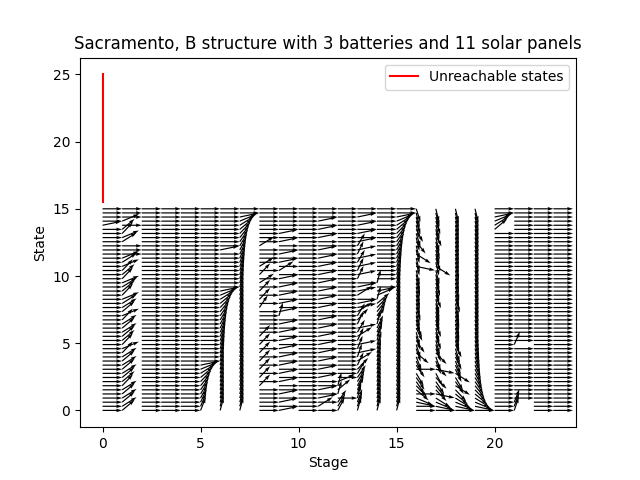 Sacramento, B structure with 3 batteries and 11 solar panels
Unreachable states
State
25
20
15
10
5
0
0 5 10 15 20
Stage